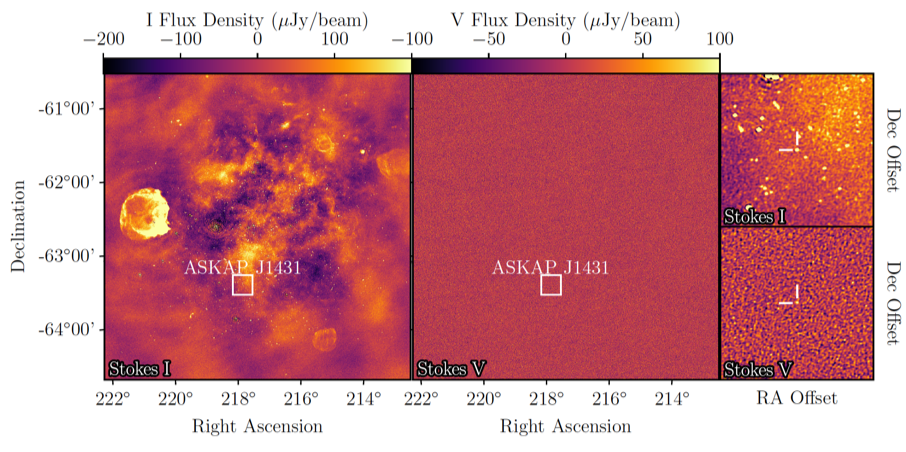 I Flux Density (μJy/beam)
V Flux Density (μJy/beam)
−200 −100 0 100 −100 −50 0 50 100
-61°00’
-62°00’
-63°00’
-64°00’
Declination
ASKAP J1431
Stokes I
ASKAP J1431
Stokes V
Stokes I
Stokes V
Dec Offset
Dec Offset
222° 220° 218° 216° 214°
222° 220° 218° 216° 214°
RA Offset
Right Ascension
Right Ascension